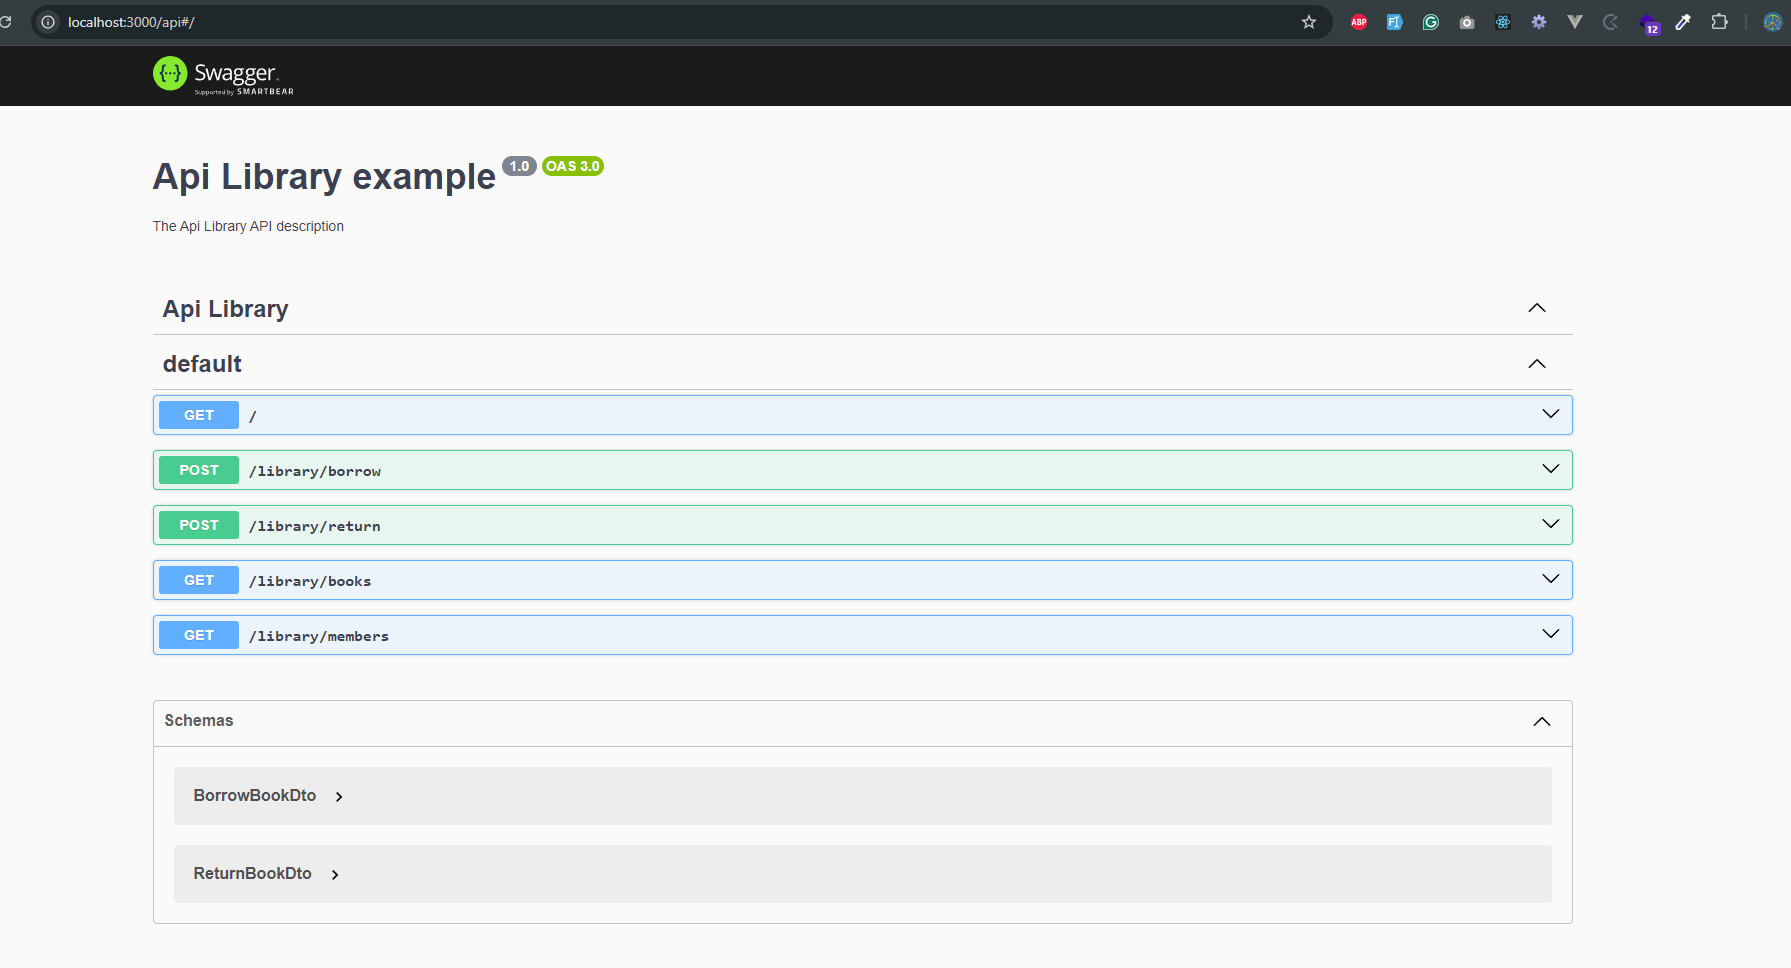 localhost:3000/api#/
ABP
12
{···} Swagger.
Supported by SMARTBEAR
Api Library example 1.0 OAS 3.0
The Api Library API description
Api Library
default
GET /
POST /library/borrow
POST /library/return
GET /library/books
GET /library/members
Schemas
BorrowBookDto
ReturnBookDto